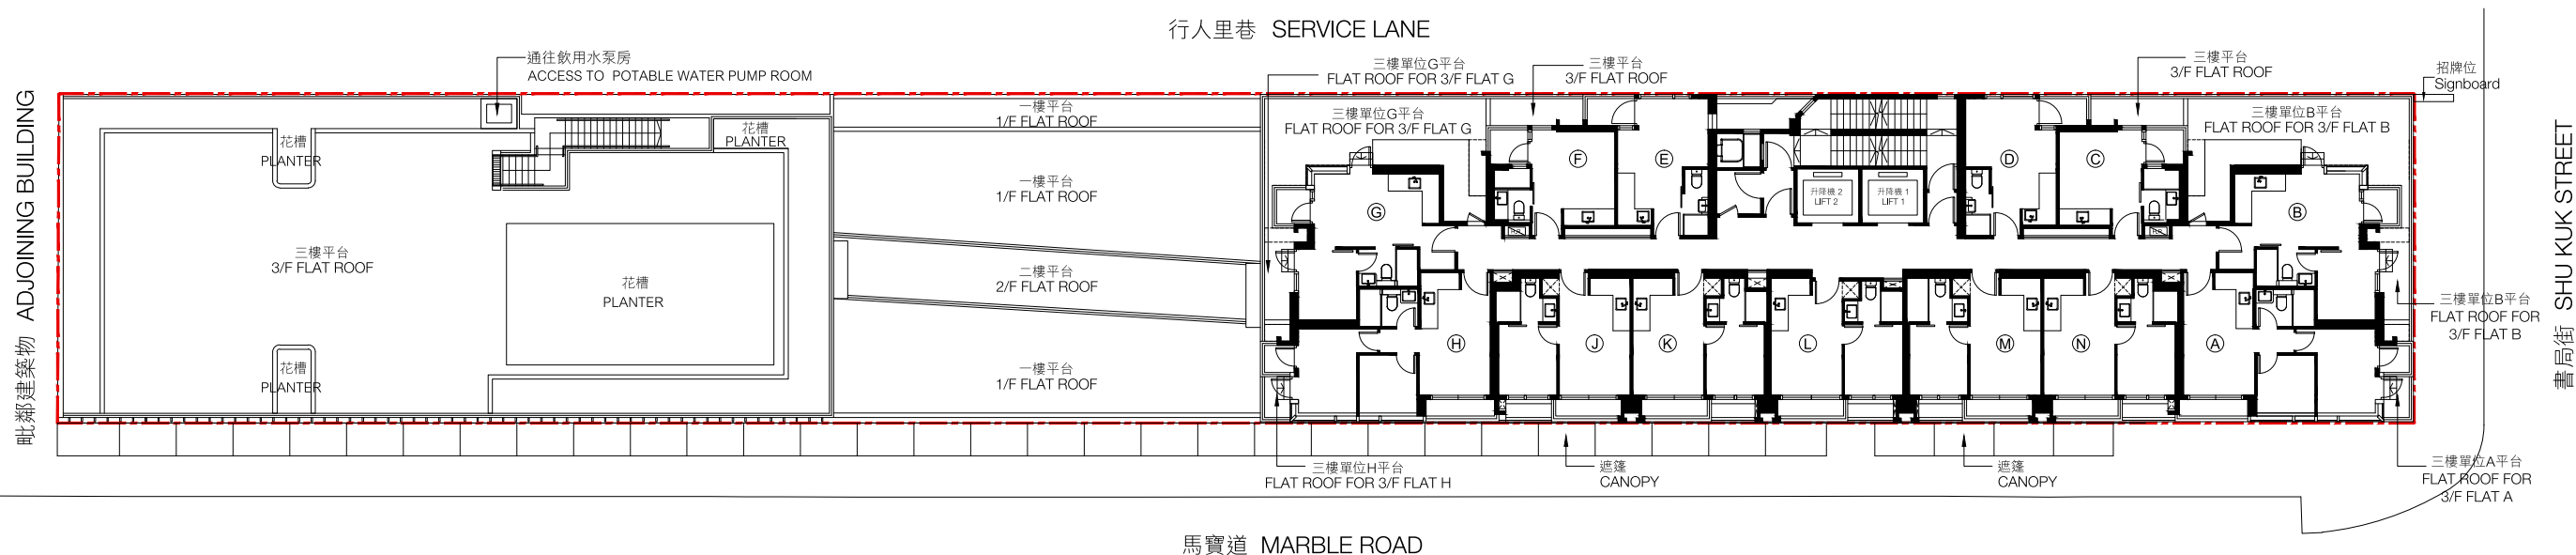 行人里巷 SERVICE LANE
通往飲用水泵房
ACCESS TO POTABLE WATER PUMP ROOM
三樓單位G平台
FLAT ROOF FOR 3/F FLAT G
三樓平台
3/F FLAT ROOF
三樓平台
3/F FLAT ROOF
招牌位
Signboard
毗鄰建築物 ADJOINING BUILDING
花槽
PLANTER
花槽
PLANTER
一樓平台
1/F FLAT ROOF
三樓單位G平台
FLAT ROOF FOR 3/F FLAT G
三樓單位B平台
FLAT ROOF FOR 3/F FLAT B
F
E
D
C
一樓平台
1/F FLAT ROOF
升降機 2
LIFT 2
升降機 1
LIFT 1
G
B
三樓平台
3/F FLAT ROOF
花槽
PLANTER
二樓平台
2/F FLAT ROOF
三樓單位B平台
FLAT ROOF FOR
3/F FLAT B
H
J
K
L
M
N
A
花槽
PLANTER
一樓平台
1/F FLAT ROOF
三樓單位H平台
FLAT ROOF FOR 3/F FLAT H
遮篷
CANOPY
遮篷
CANOPY
三樓單位A平台
FLAT ROOF FOR
3/F FLAT A
書局街 SHU KUK STREET
馬寶道 MARBLE ROAD